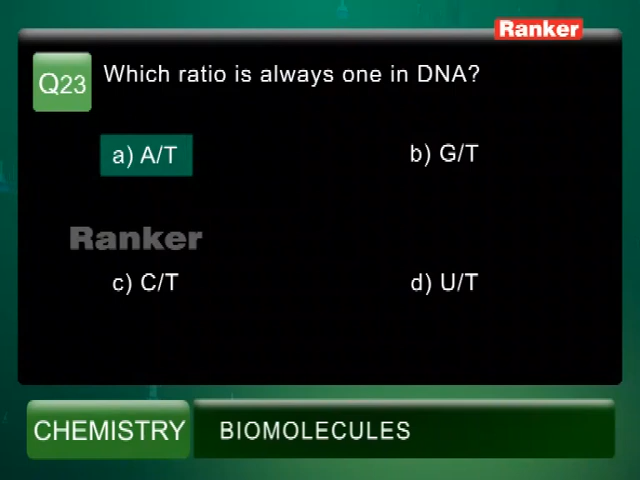 Ranker
Q23
Which ratio is always one in DNA?
a) A/T
b) G/T
Ranker
c) C/T
d) U/T
CHEMISTRY
BIOMOLECULES